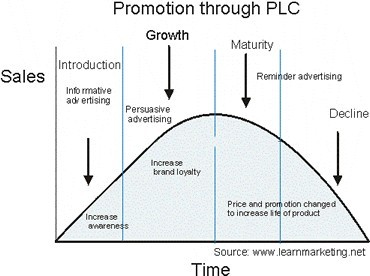 Promotion through PLC
Growth
Maturity
Sales
Introduction
Informative
advertising
Persuasive
advertising
Reminder advertising
Decline
Increase
brand loyalty
Increase
awareness
Price and promotion changed
to increase life of product
Source: www.learnmarketing.net
Time